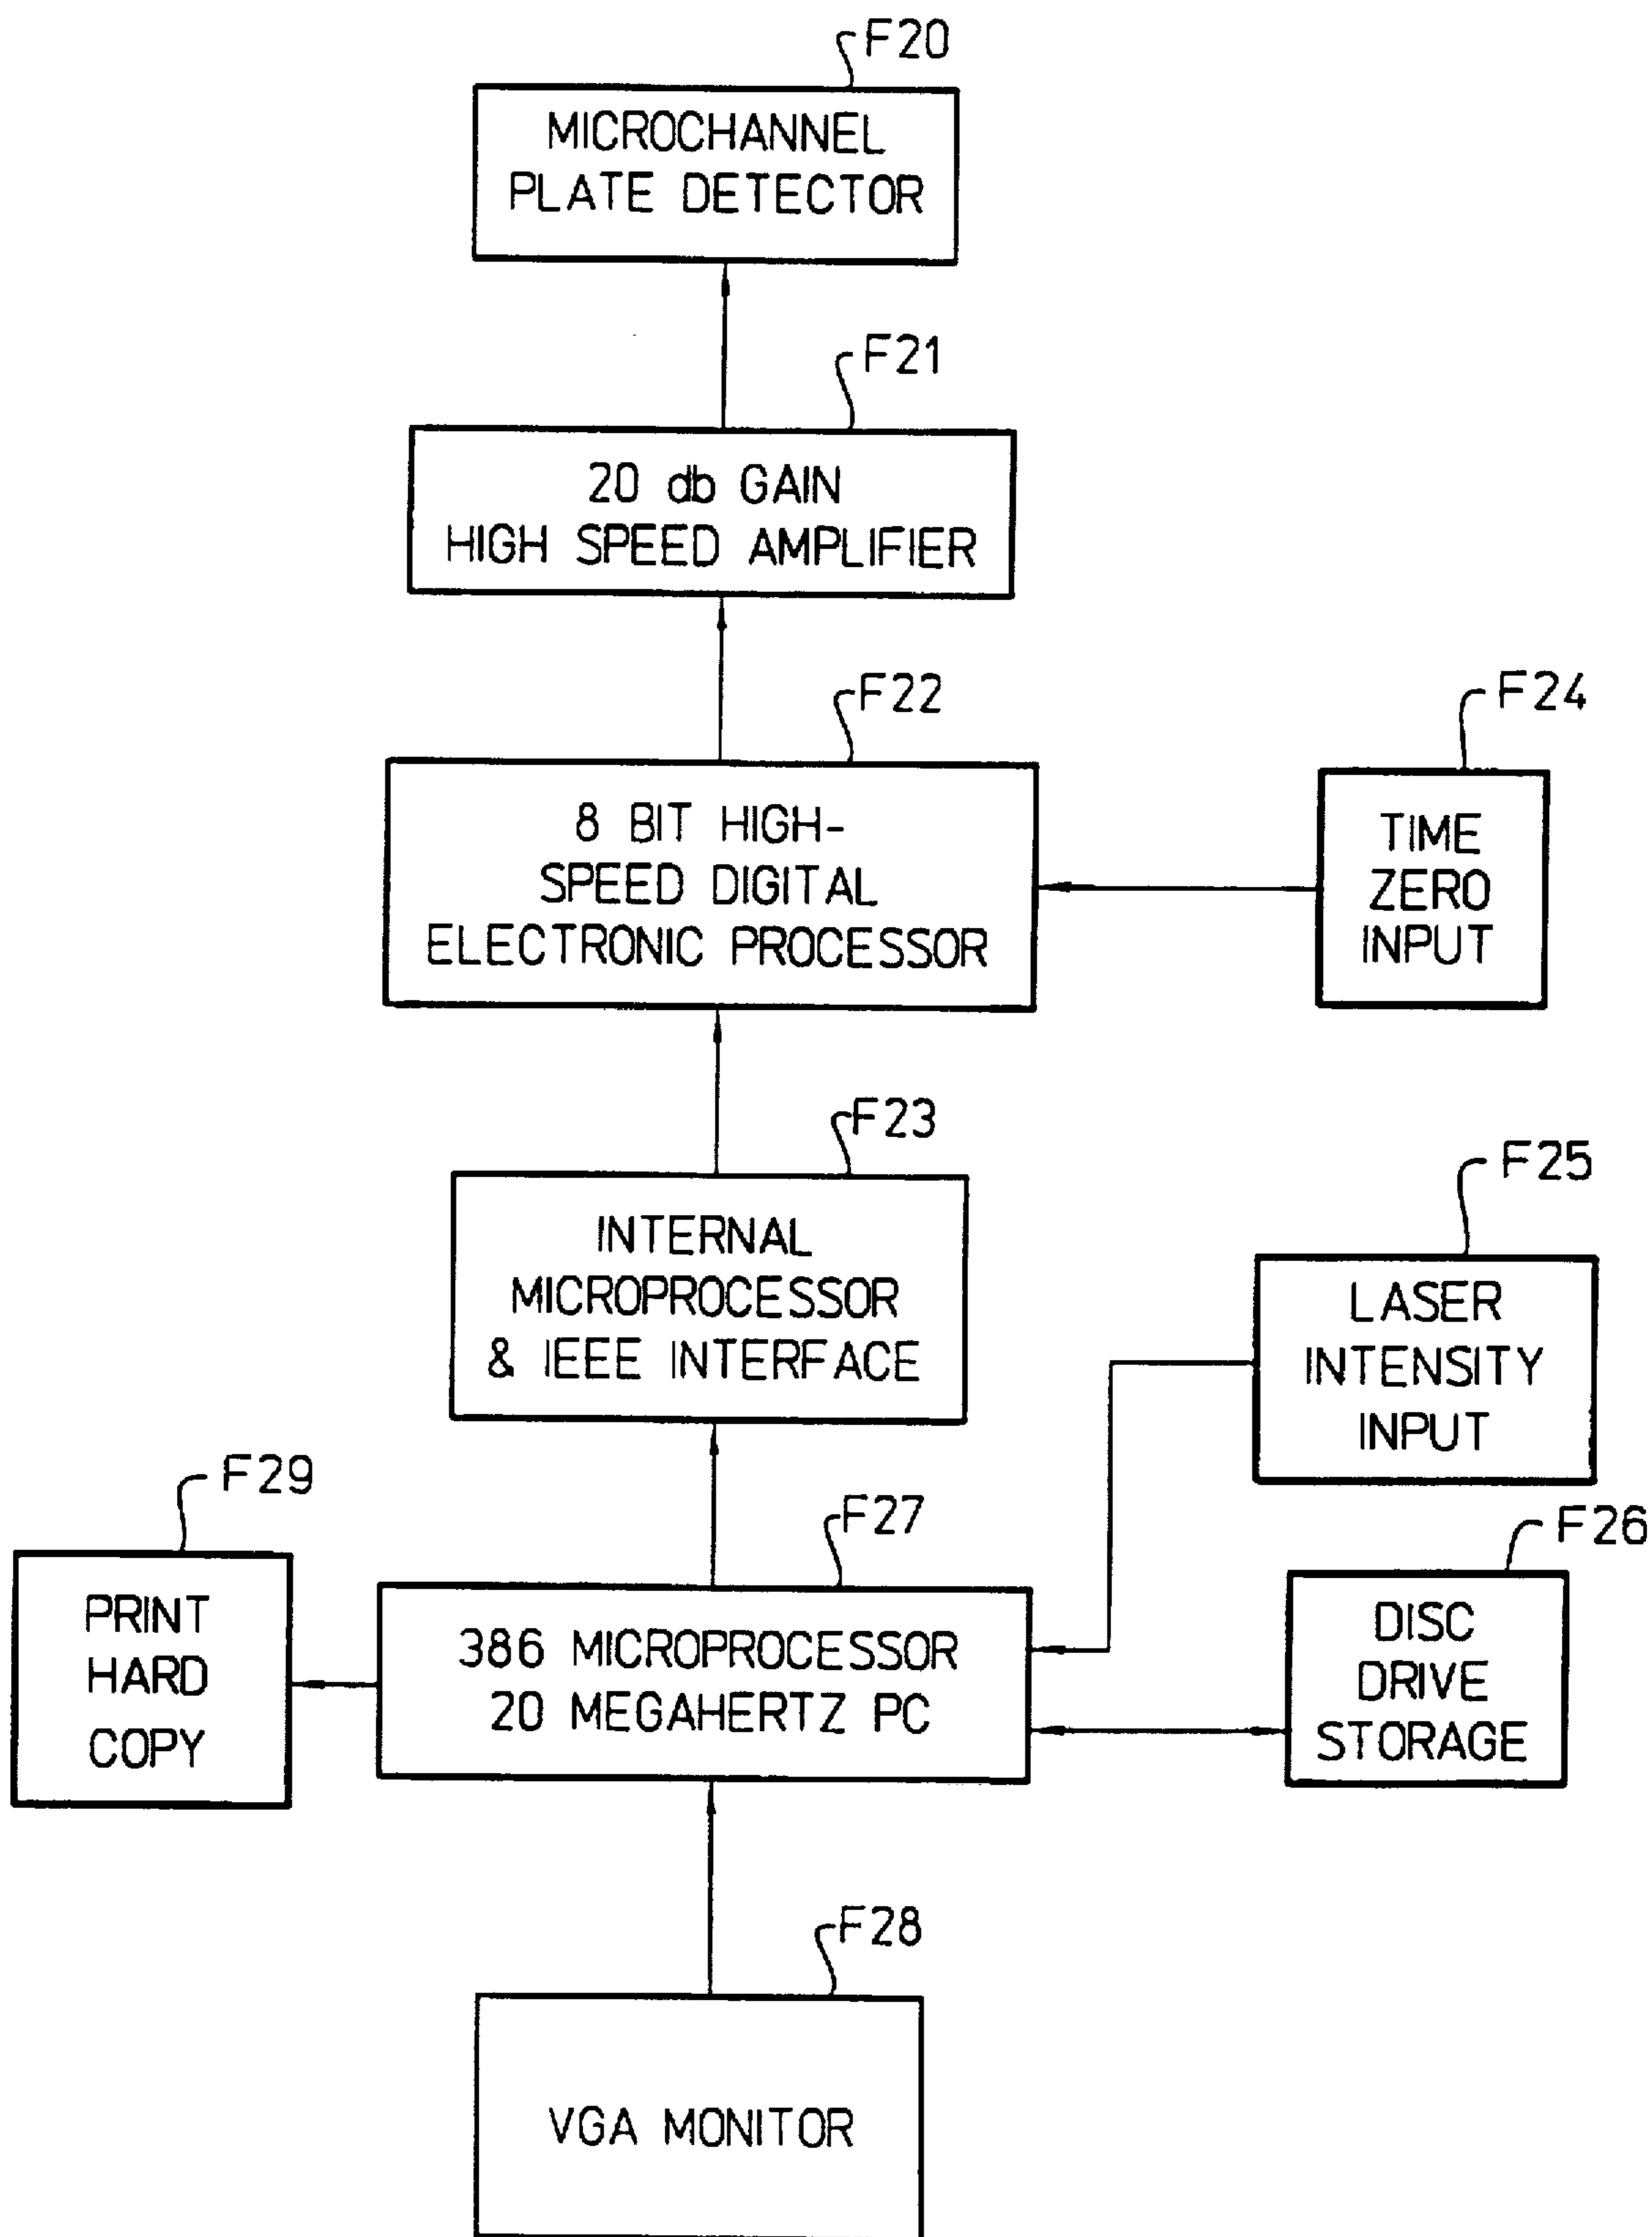 F20
MICROCHANNEL
PLATE DETECTOR
F21
20 db GAIN
HIGH SPEED AMPLIFIER
F22
8 BIT HIGH-
SPEED DIGITAL
ELECTRONIC PROCESSOR
F24
TIME
ZERO
INPUT
F23
INTERNAL
MICROPROCESSOR
& IEEE INTERFACE
F25
LASER
INTENSITY
INPUT
F29
PRINT
HARD
COPY
F27
386 MICROPROCESSOR
20 MEGAHERTZ PC
F26
DISC
DRIVE
STORAGE
F28
VGA MONITOR